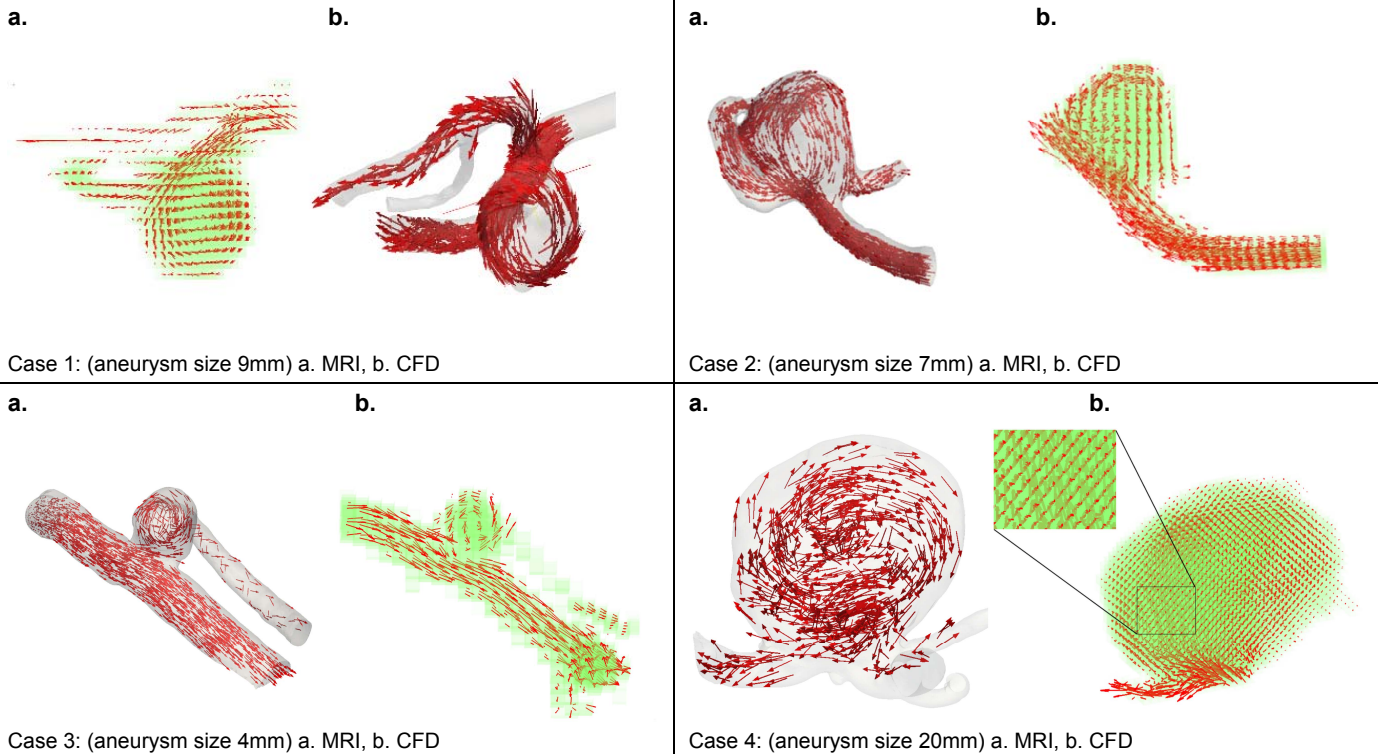 a. b.
Case 1: (aneurysm size 9mm) a. MRI, b. CFD
a. b.
Case 2: (aneurysm size 7mm) a. MRI, b. CFD
a. b.
Case 3: (aneurysm size 4mm) a. MRI, b. CFD
a. b.
Case 4: (aneurysm size 20mm) a. MRI, b. CFD